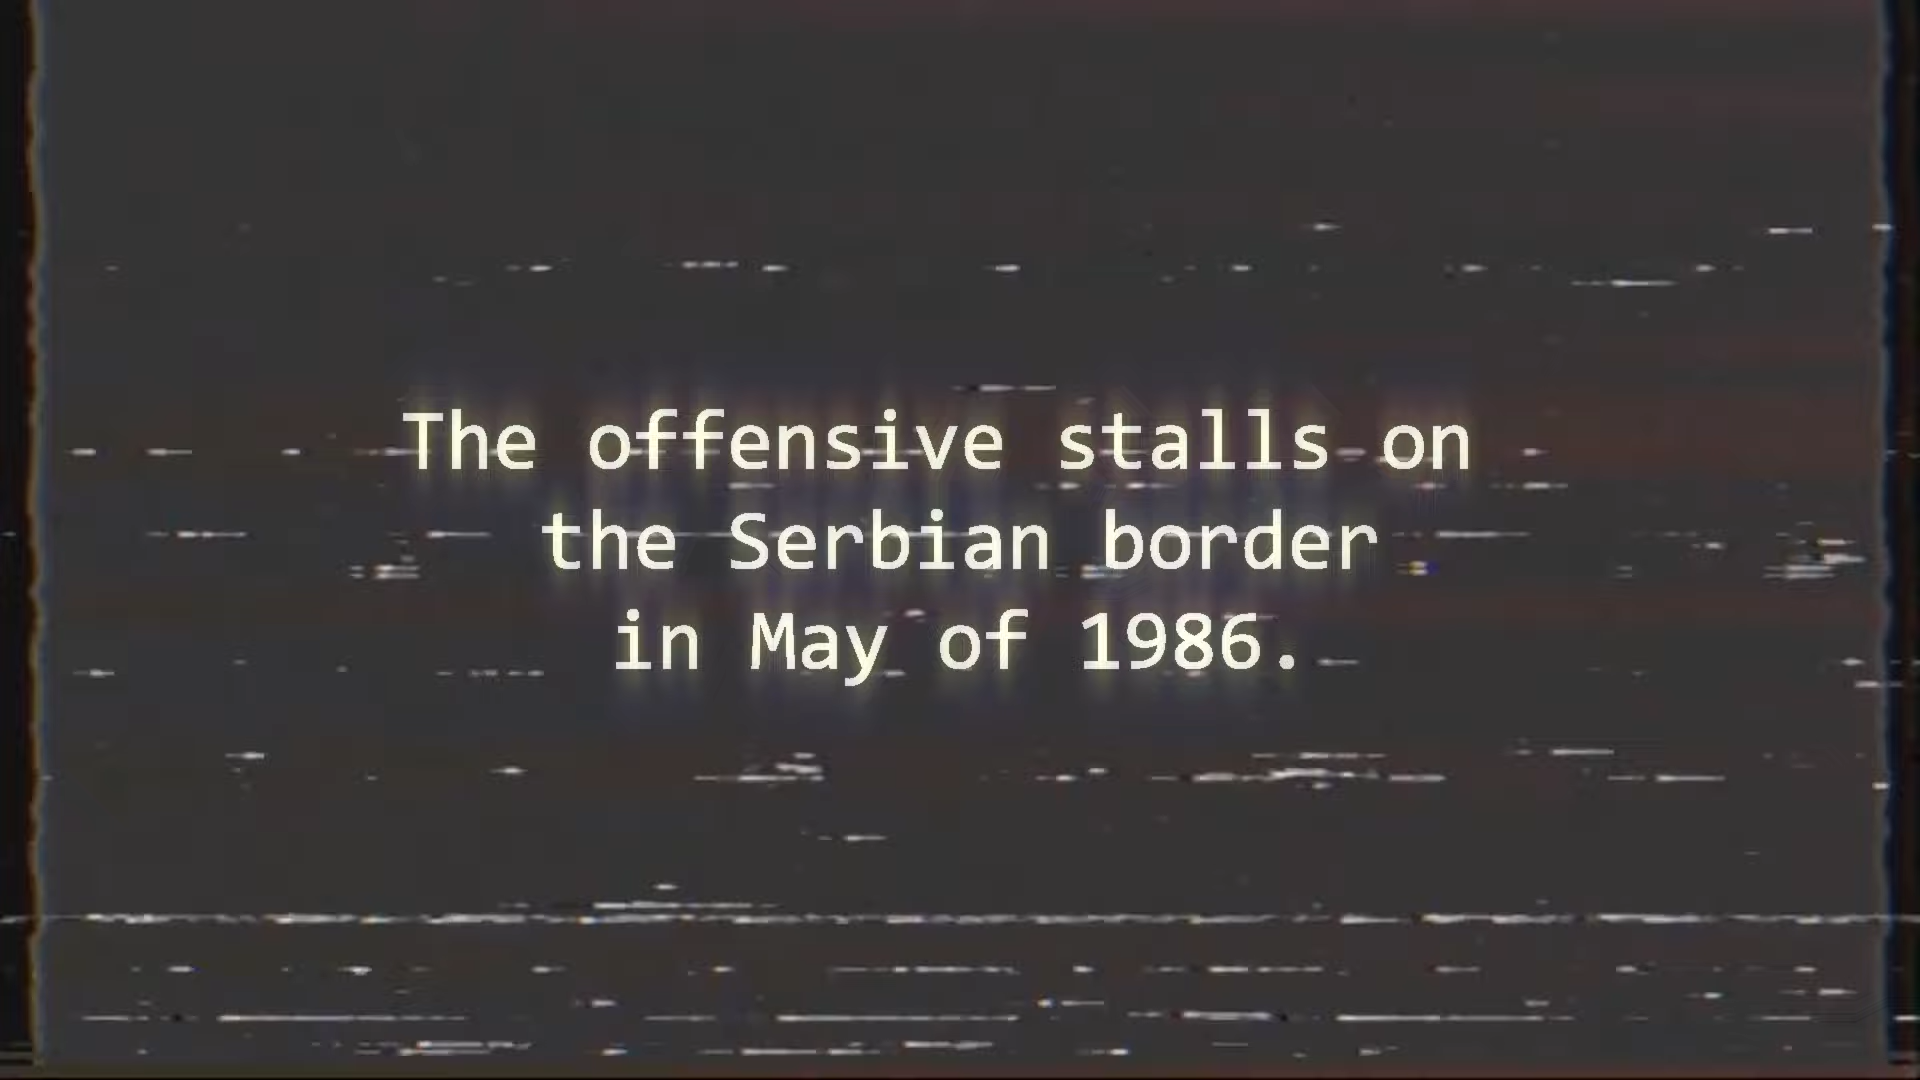 The offensive stalls on
the Serbian border
in May of 1986.